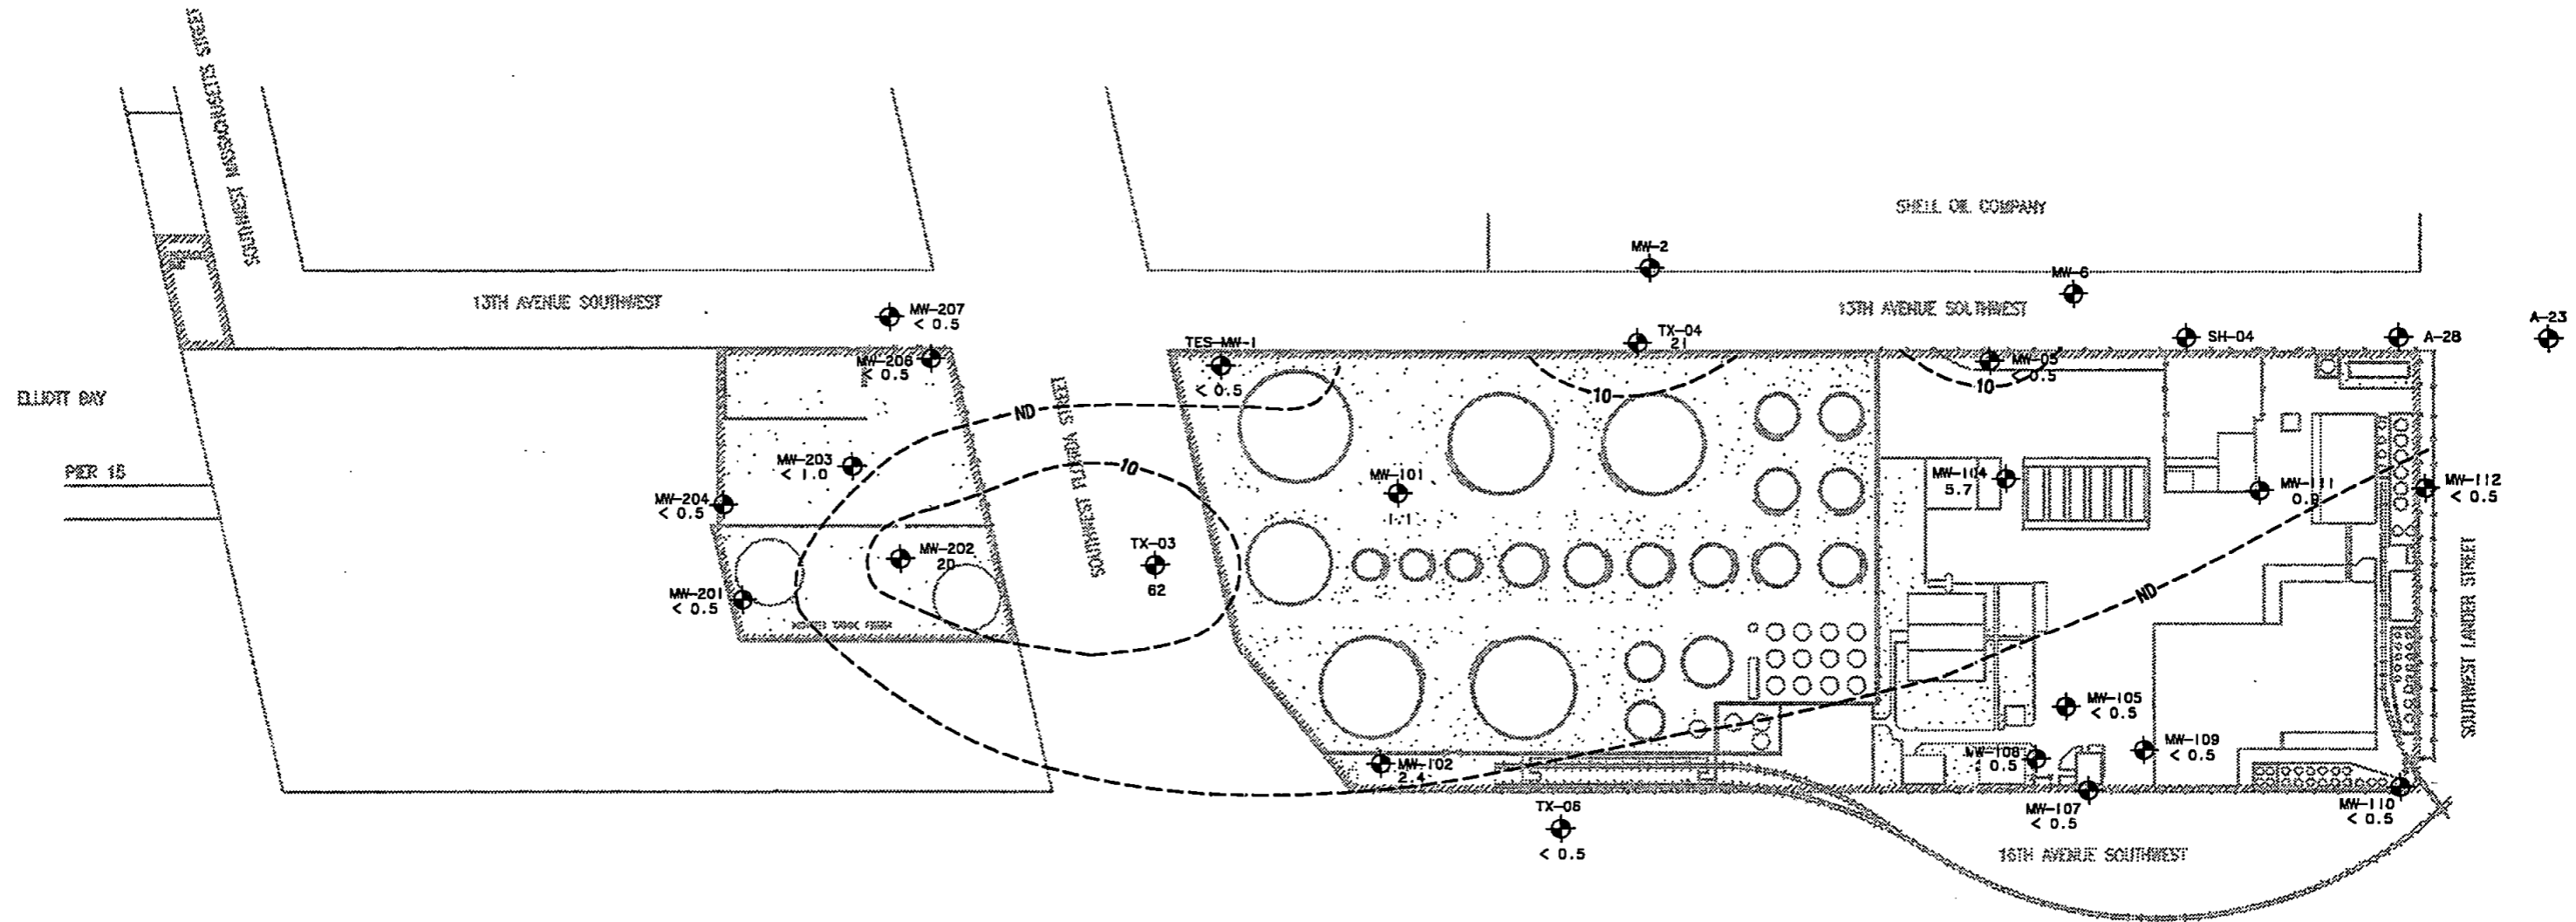 SOUTHWEST MASSACHUSETTS STREET
SHELL OIL COMPANY
MW-2
MW-6
13TH AVENUE SOUTHWEST
13TH AVENUE SOUTHWEST
MW-207
< 0.5
TX-04
21
SH-04
A-28
A-23
MW-206
< 0.5
TES-MW-1
< 0.5
MW-05
< 0.5
10
10
ELLIOTT BAY
ND
SOUTHWEST FLORIDA STREET
PIER 15
MW-203
< 1.0
10
MW-101
1.1
MW-104
5.7
MW-111
MW-112
< 0.5
MW-204
< 0.5
MW-202
20
TX-03
62
MW-201
< 0.5
ND
SOUTHWEST LANDER STREET
MW-105
< 0.5
MW-102
2.4
MW-108
0.5
MW-109
< 0.5
TX-06
< 0.5
MW-107
< 0.5
MW-110
< 0.5
16TH AVENUE SOUTHWEST